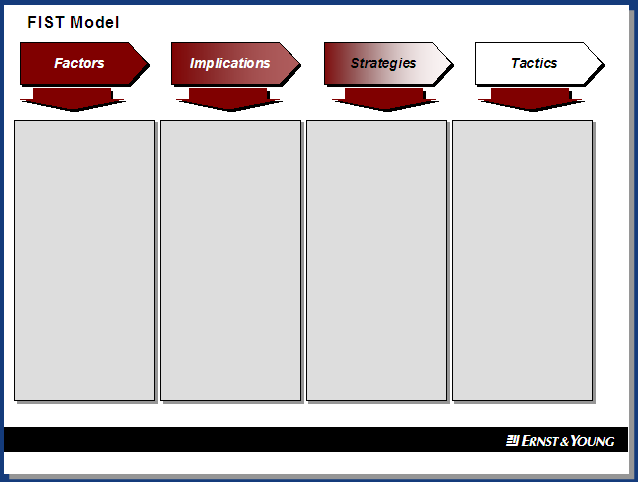 FIST Model
Factors
Implications
Strategies
Tactics
ERNST & YOUNG